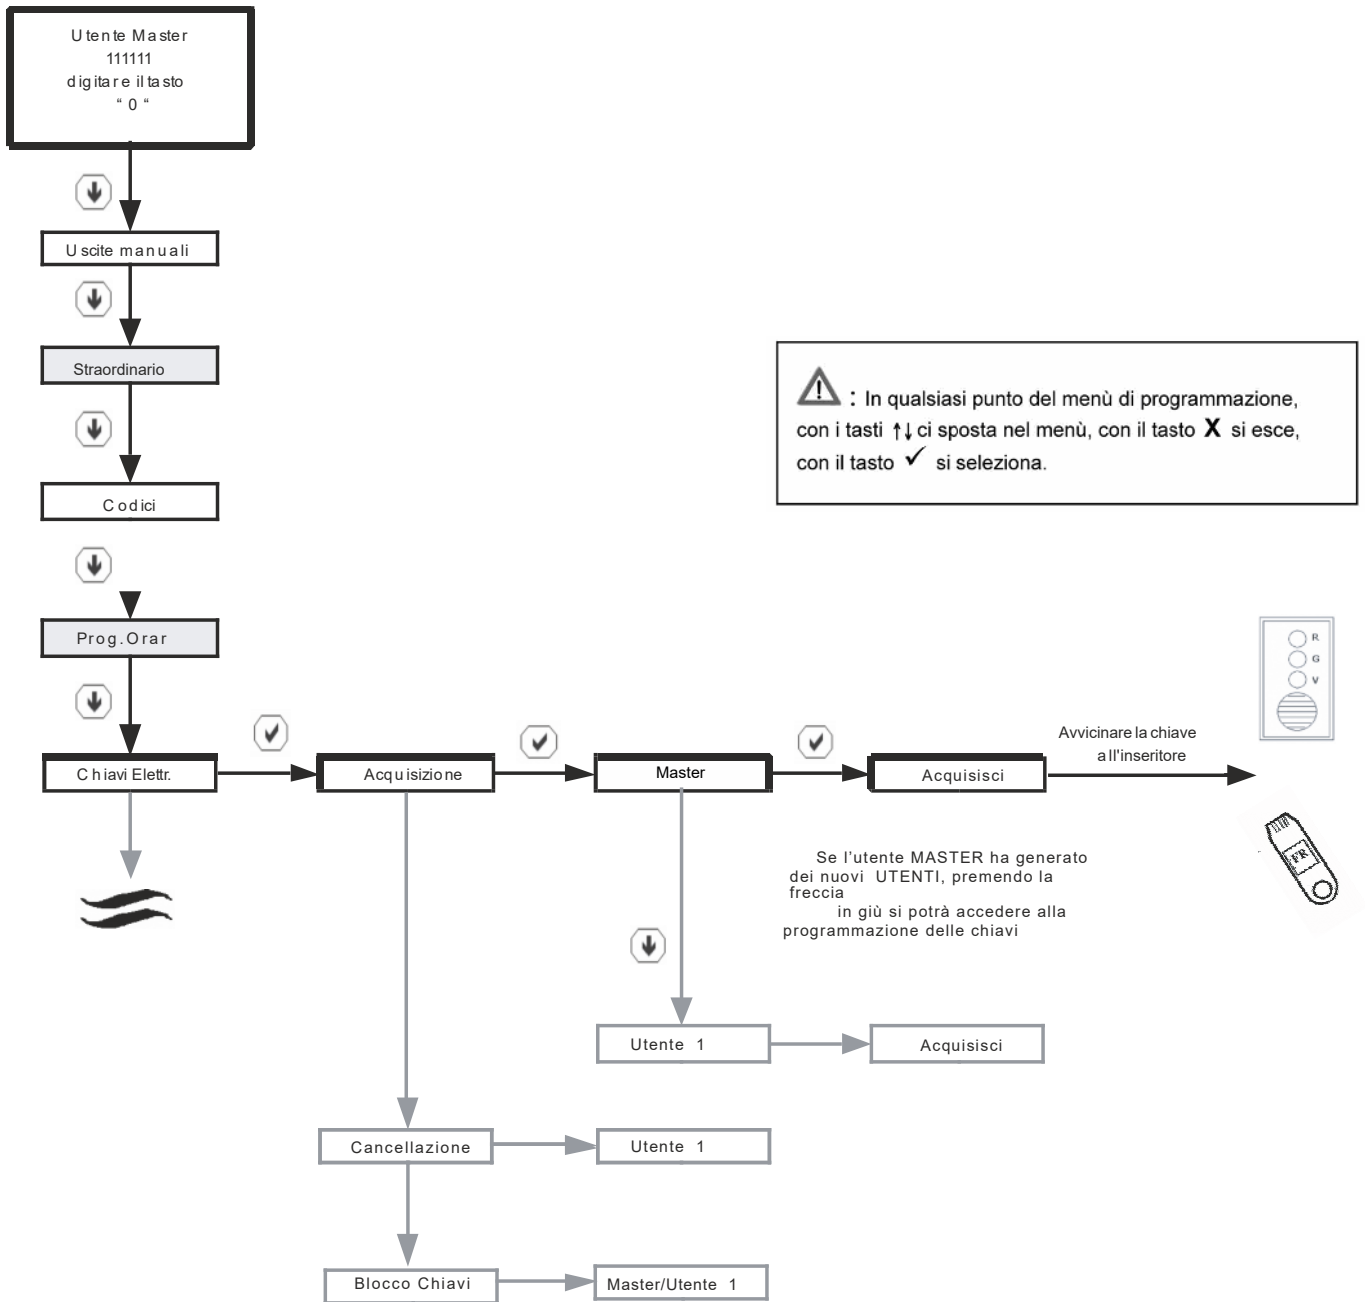 Utente Master
111111
digitare il tasto
“ 0 “
Uscite manuali
Straordinario
: In qualsiasi punto del menù di programmazione,
con i tasti ↑↓ ci sposta nel menù, con il tasto X si esce,
con il tasto ✓ si seleziona.
Codici
Prog.Orar
R
G
V
Chiavi Elettr.
Acquisizione
Master
Acquisisci
Avvicinare la chiave
all'inseritore
FR
Se l’utente MASTER ha generato
dei nuovi UTENTI, premendo la
freccia
in giù si potrà accedere alla
programmazione delle chiavi
Utente 1
Acquisisci
Cancellazione
Utente 1
Blocco Chiavi
Master/Utente 1